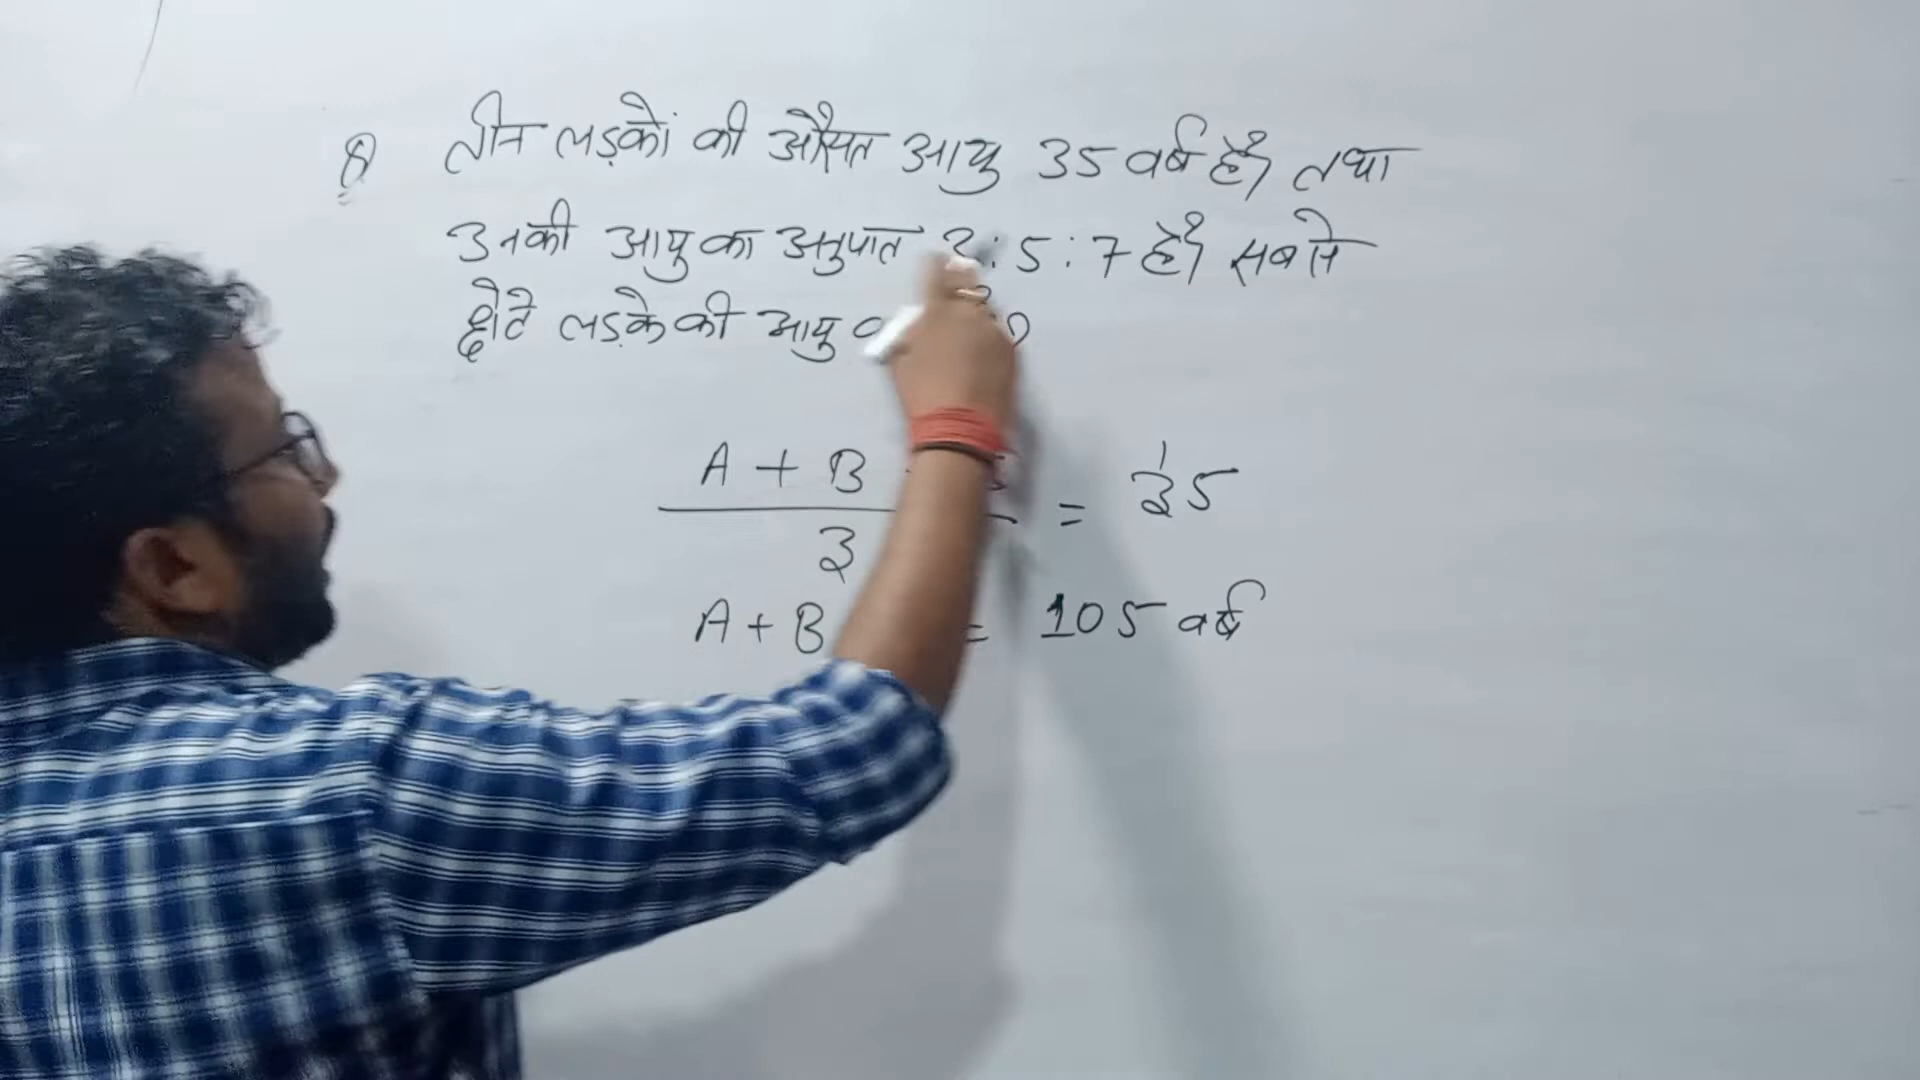 Q तीन लड़कों की औसत आयु 35 वर्ष है, तथा
उनकी आयु का अनुपात 3:5:7 है, सबसे
छोटे लड़के की आयु
A + B
3
= 35
A + B = 105 वर्ष